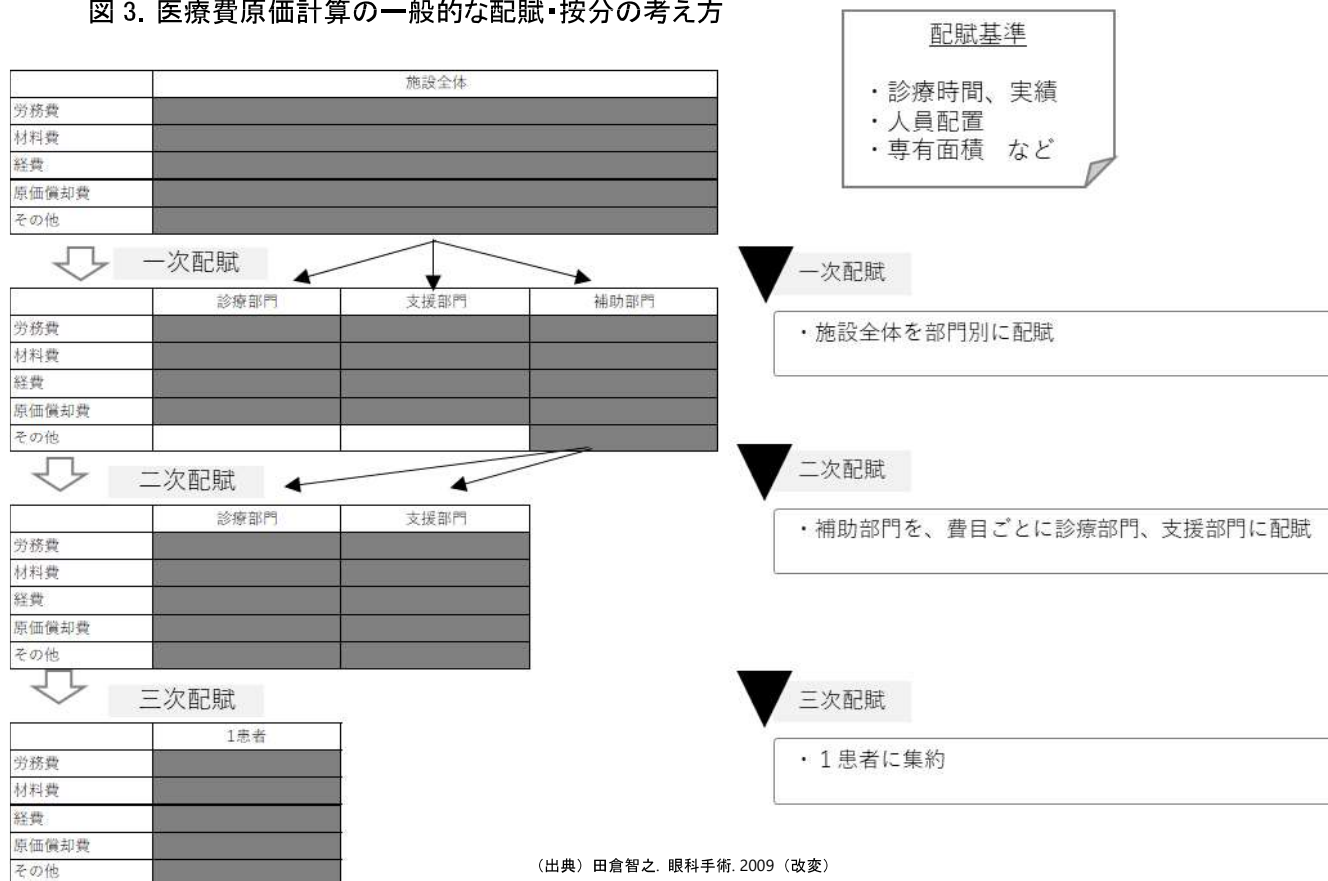 図 3. 医療費原価計算の一般的な配賦・按分の考え方
配賦基準
・診療時間、実績
・人員配置
・専有面積　など
施設全体
労務費
材料費
経費
原価償却費
その他
一次配賦
診療部門 支援部門 補助部門
労務費
材料費
経費
原価償却費
その他
二次配賦
診療部門 支援部門
労務費
材料費
経費
原価償却費
その他
三次配賦
1患者
労務費
材料費
経費
原価償却費
その他
一次配賦
・施設全体を部門別に配賦
二次配賦
・補助部門を、費目ごとに診療部門、支援部門に配賦
三次配賦
・１患者に集約
（出典）田倉智之. 眼科手術. 2009（改変）